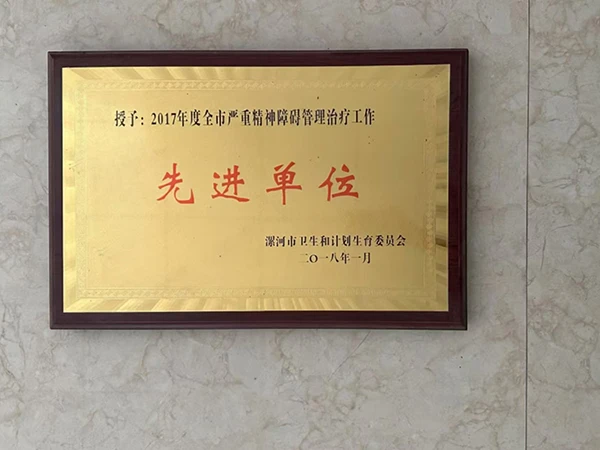 授予：2017年度全市严重精神障碍管理治疗工作
先进单位
漯河市卫生和计划生育委员会
二〇一八年一月